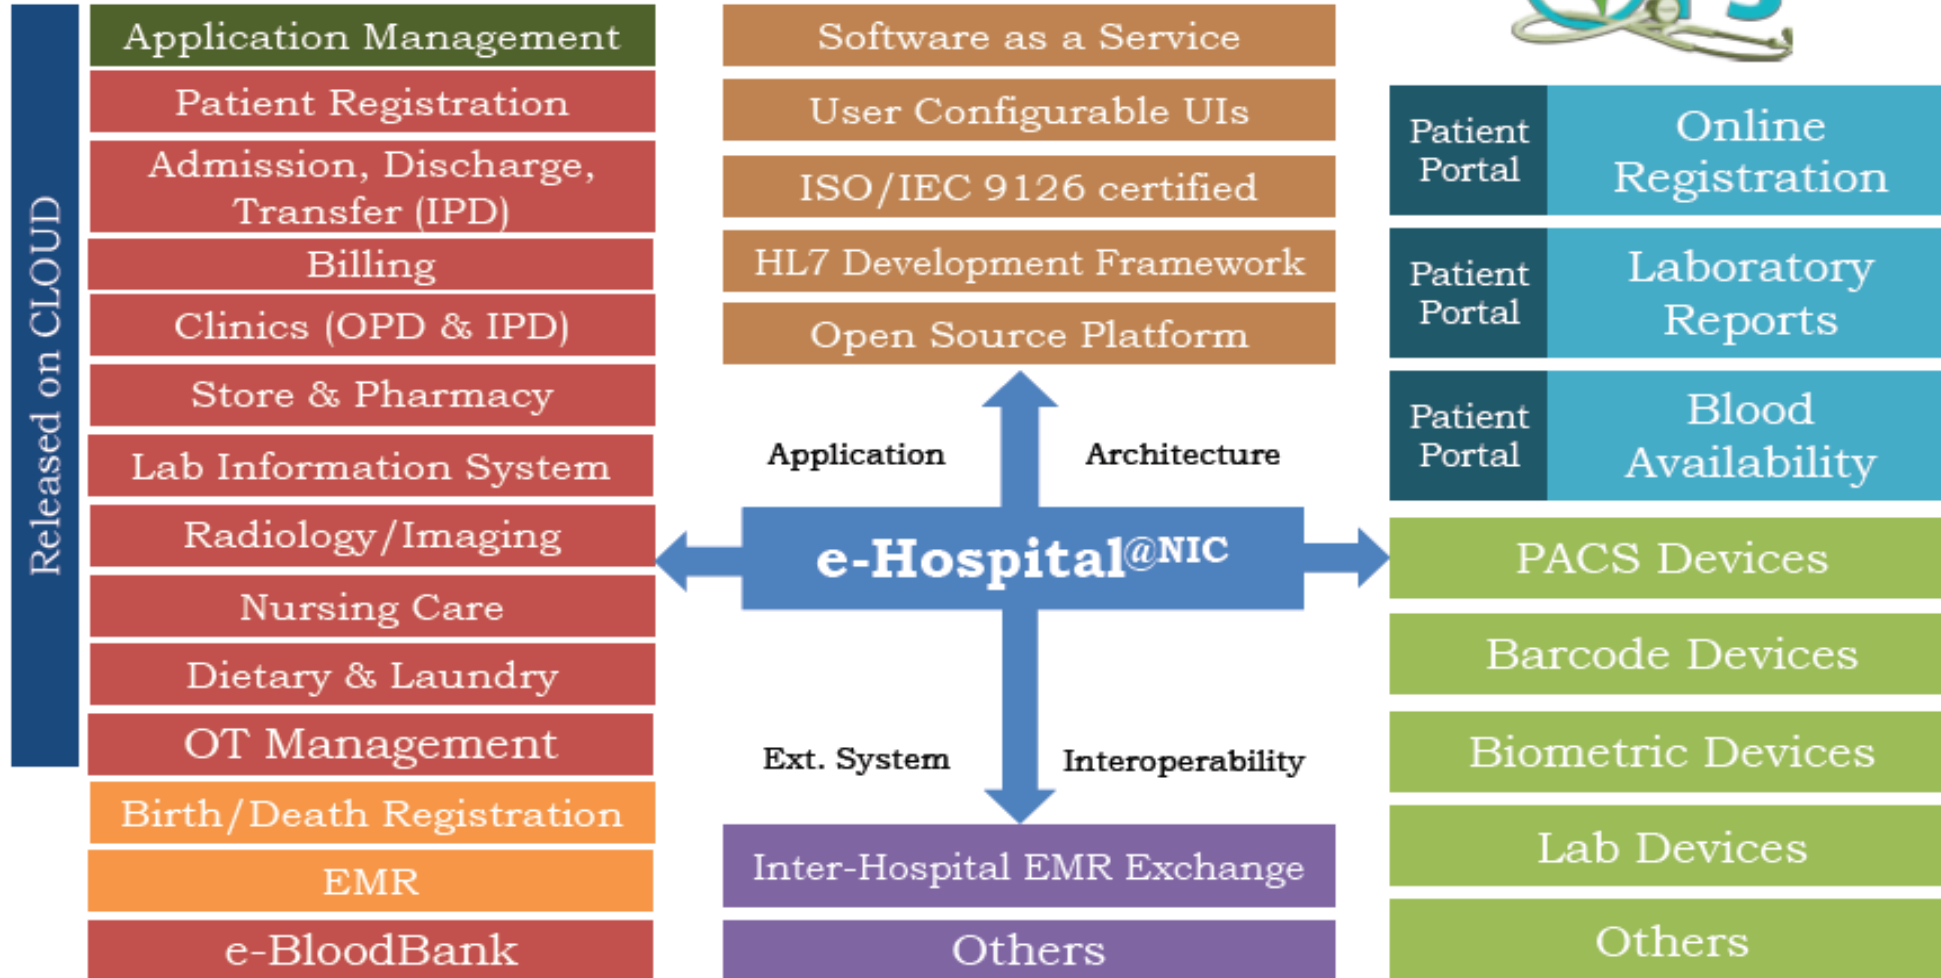 Released on CLOUD
Application Management
Patient Registration
Admission, Discharge,
Transfer (IPD)
Billing
Clinics (OPD & IPD)
Store & Pharmacy
Lab Information System
Radiology/Imaging
Nursing Care
Dietary & Laundry
OT Management
Birth/Death Registration
EMR
e-BloodBank
Software as a Service
User Configurable UIs
ISO/IEC 9126 certified
HL7 Development Framework
Open Source Platform
Application Architecture
e-Hospital@NIC
Ext. System Interoperability
Inter-Hospital EMR Exchange
Others
Patient
Portal
Online
Registration
Patient
Portal
Laboratory
Reports
Patient
Portal
Blood
Availability
PACS Devices
Barcode Devices
Biometric Devices
Lab Devices
Others